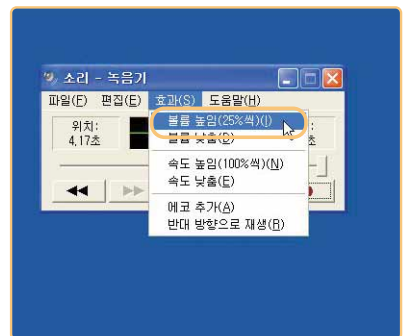 소리 - 녹음기
파일(F) 편집(E) 효과(S) 도움말(H)
위치:
4,17초
볼륨 높임(25%씩)(I)
볼륨 낮춤(D)
속도 높임(100%씩)(N)
속도 낮춤(E)
에코 추가(A)
반대 방향으로 재생(R)